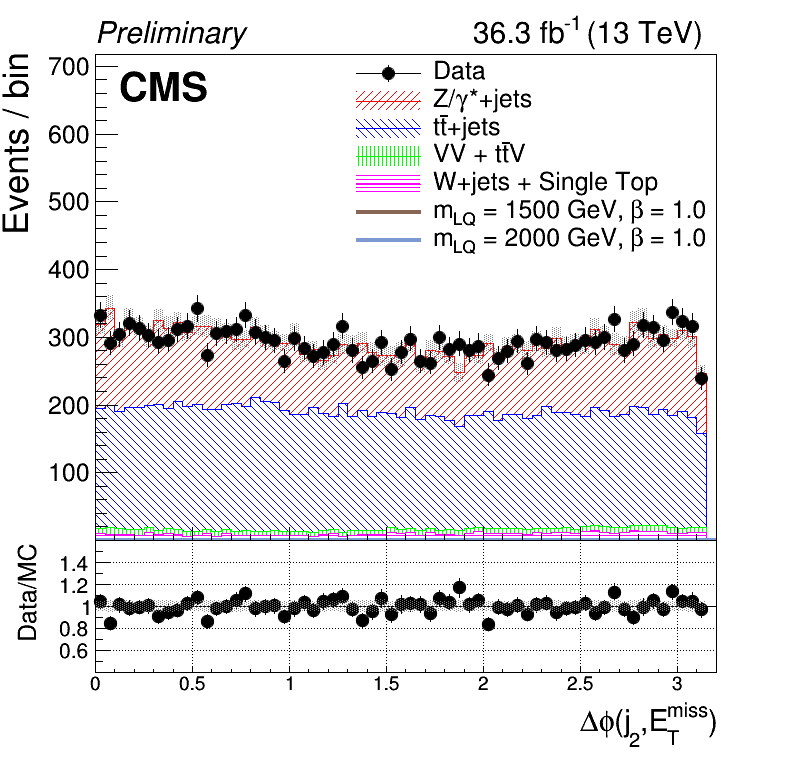 Preliminary 36.3 fb-1 (13 TeV)
CMS
Data
Z/γ*+jets
tt̄+jets
VV + tt̄V
W+jets + Single Top
mLQ = 1500 GeV, β = 1.0
mLQ = 2000 GeV, β = 1.0
Events / bin
700
600
500
400
300
200
100
Data/MC
1.4
1.2
1
0.8
0.6
0 0.5 1 1.5 2 2.5 3
Δϕ(j2,ETmiss)